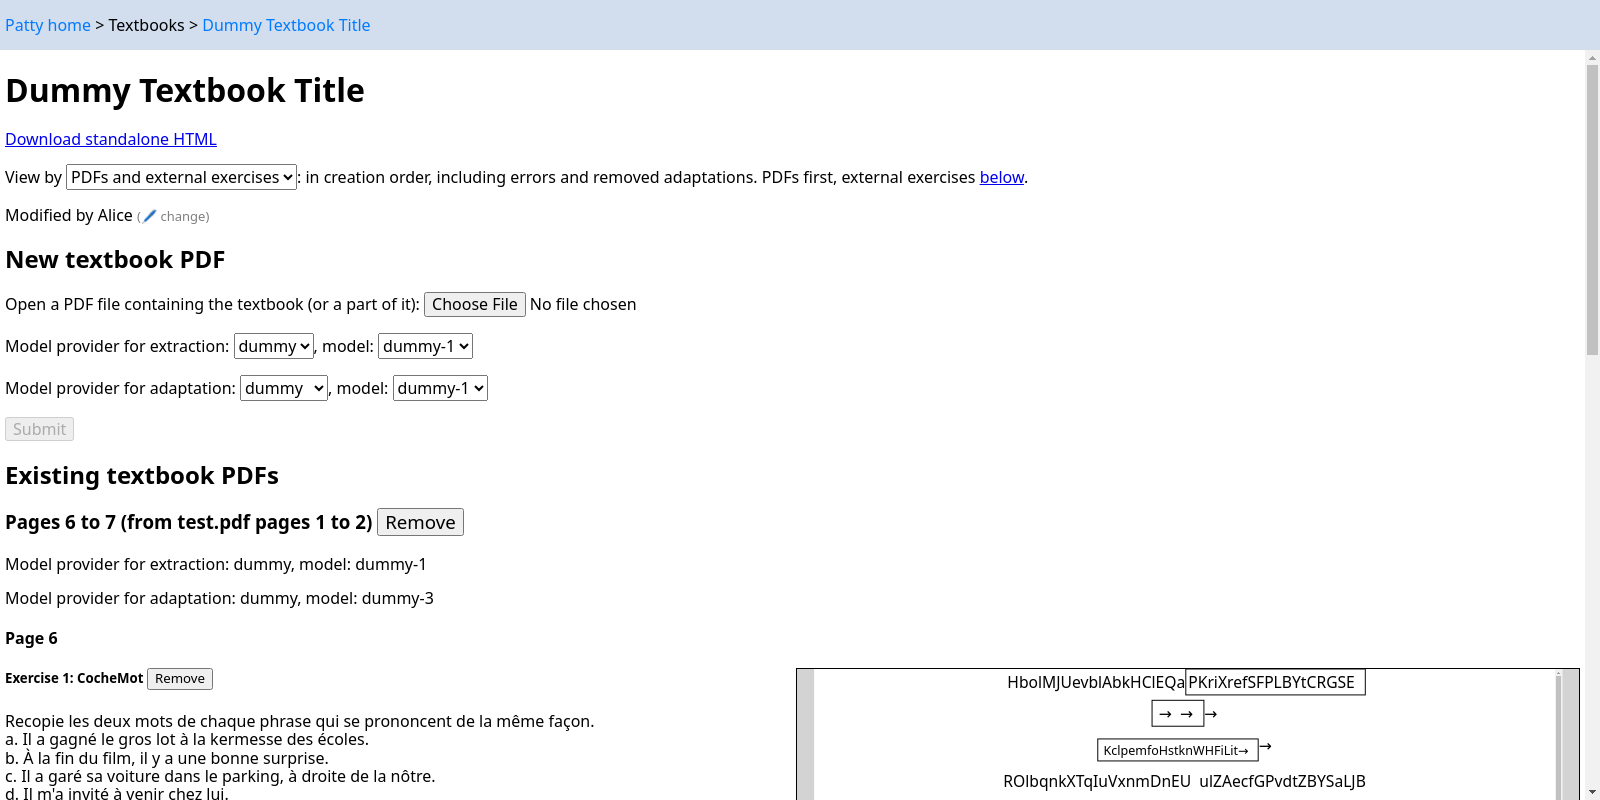 Patty home > Textbooks > Dummy Textbook Title
Dummy Textbook Title
Download standalone HTML
View by PDFs and external exercises: in creation order, including errors and removed adaptations. PDFs first, external exercises below.
Modified by Alice (🖊️ change)
New textbook PDF
Open a PDF file containing the textbook (or a part of it): Choose File No file chosen
Model provider for extraction: dummy, model: dummy-1
Model provider for adaptation: dummy, model: dummy-1
Submit
Existing textbook PDFs
Pages 6 to 7 (from test.pdf pages 1 to 2) Remove
Model provider for extraction: dummy, model: dummy-1
Model provider for adaptation: dummy, model: dummy-3
Page 6
Exercise 1: CocheMot Remove
Recopie les deux mots de chaque phrase qui se prononcent de la même façon.
a. Il a gagné le gros lot à la kermesse des écoles.
b. À la fin du film, il y a une bonne surprise.
c. Il a garé sa voiture dans le parking, à droite de la nôtre.
d. Il m'a invité à venir chez lui.
HbolMJUevblAbkHClEQa PKriXrefSFPLBYtCRGSE
→ → →
KclpemfoHstknWHFiLit→ →
ROlbqnkXTqIuVxnmDnEU ulZAecfGPvdtZBYSaLJB